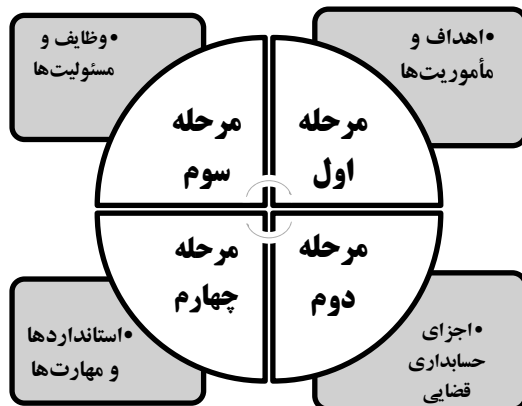 •اهداف و
مأموریت‌ها
مرحله
اول
•اجزای
حسابداری
قضایی
مرحله
دوم
•وظایف و
مسئولیت‌ها
مرحله
سوم
•استانداردها
و مهارت‌ها
مرحله
چهارم